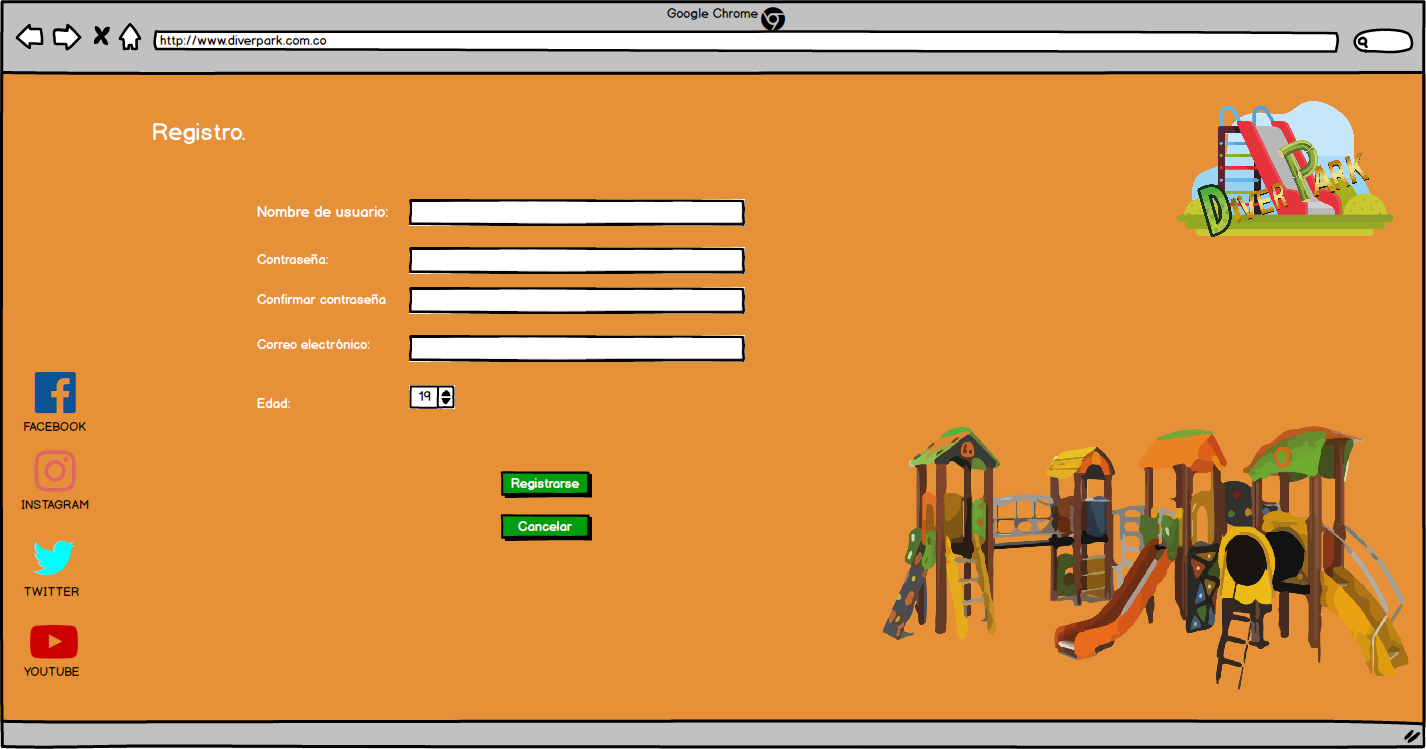 Google Chrome
http://www.diverpark.com.co
Registro.
DIVER PARK
Nombre de usuario:
Contraseña:
Confirmar contraseña
Correo electrónico:
Edad:
19
Registrarse
Cancelar
FACEBOOK
INSTAGRAM
TWITTER
YOUTUBE